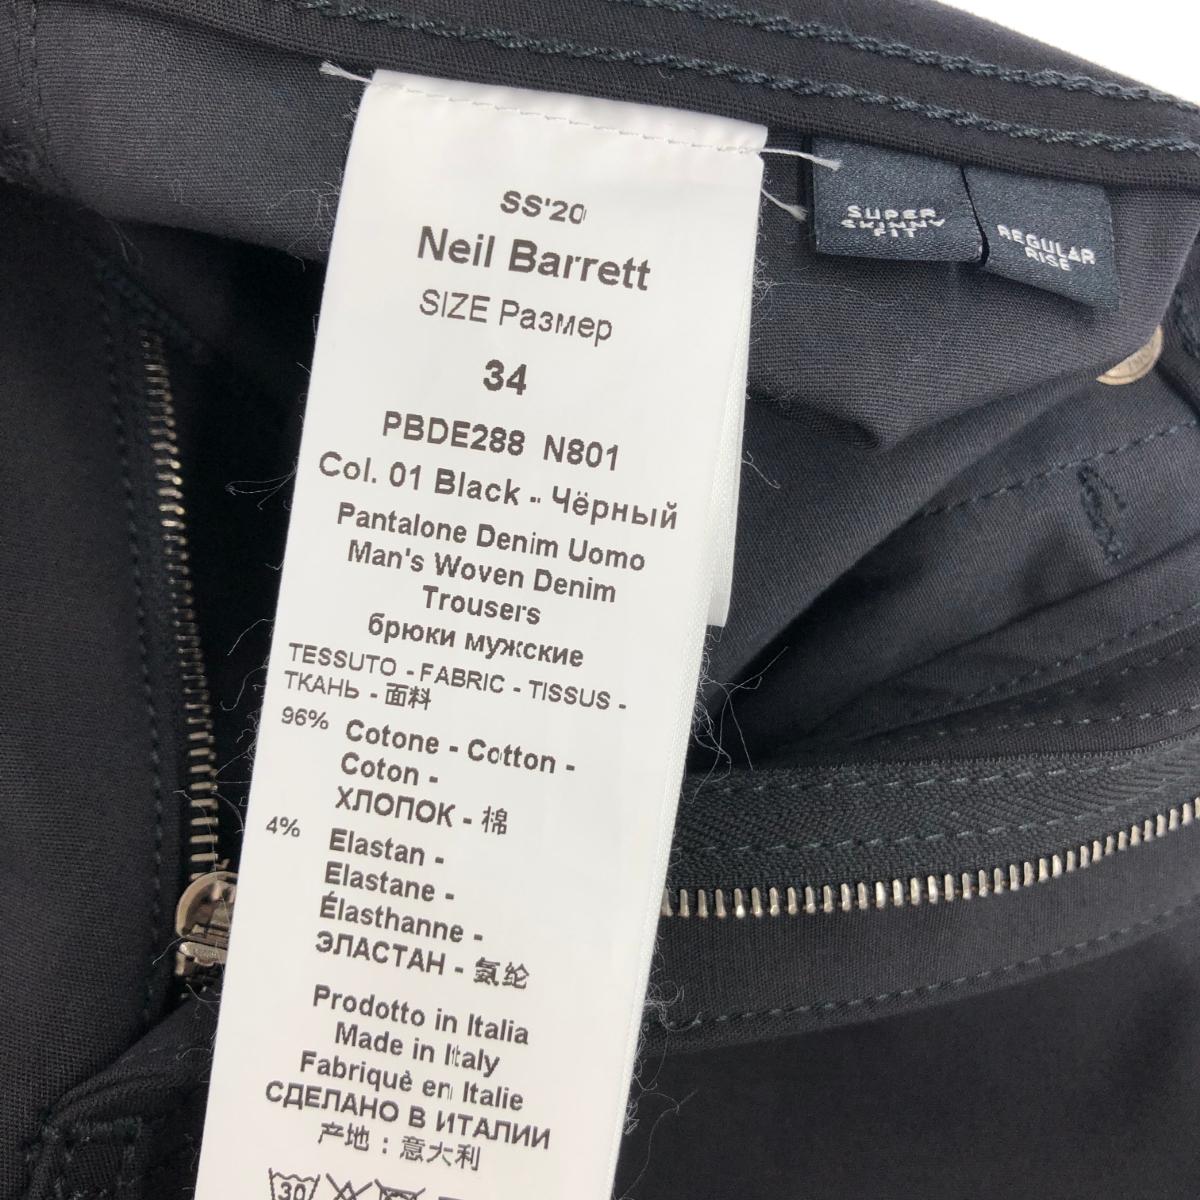 SS'20
Neil Barrett
SIZE Размер
34
PBDE288 N801
Col. 01 Black - Чёрный
Pantalone Denim Uomo
Man's Woven Denim
Trousers
брюки мужские
TESSUTO - FABRIC - TISSUS -
ТКАНЬ - 面料
96% Cotone - Cotton -
Coton -
ХЛОПОК - 棉
4% Elastan -
Elastane -
Élasthanne -
ЭЛАСТАН - 氨纶
Prodotto in Italia
Made in Italy
Fabriquè en Italie
СДЕЛАНО В ИТАЛИИ
产地：意大利
30
SUPER
SKINNY
FIT
REGULAR
RISE